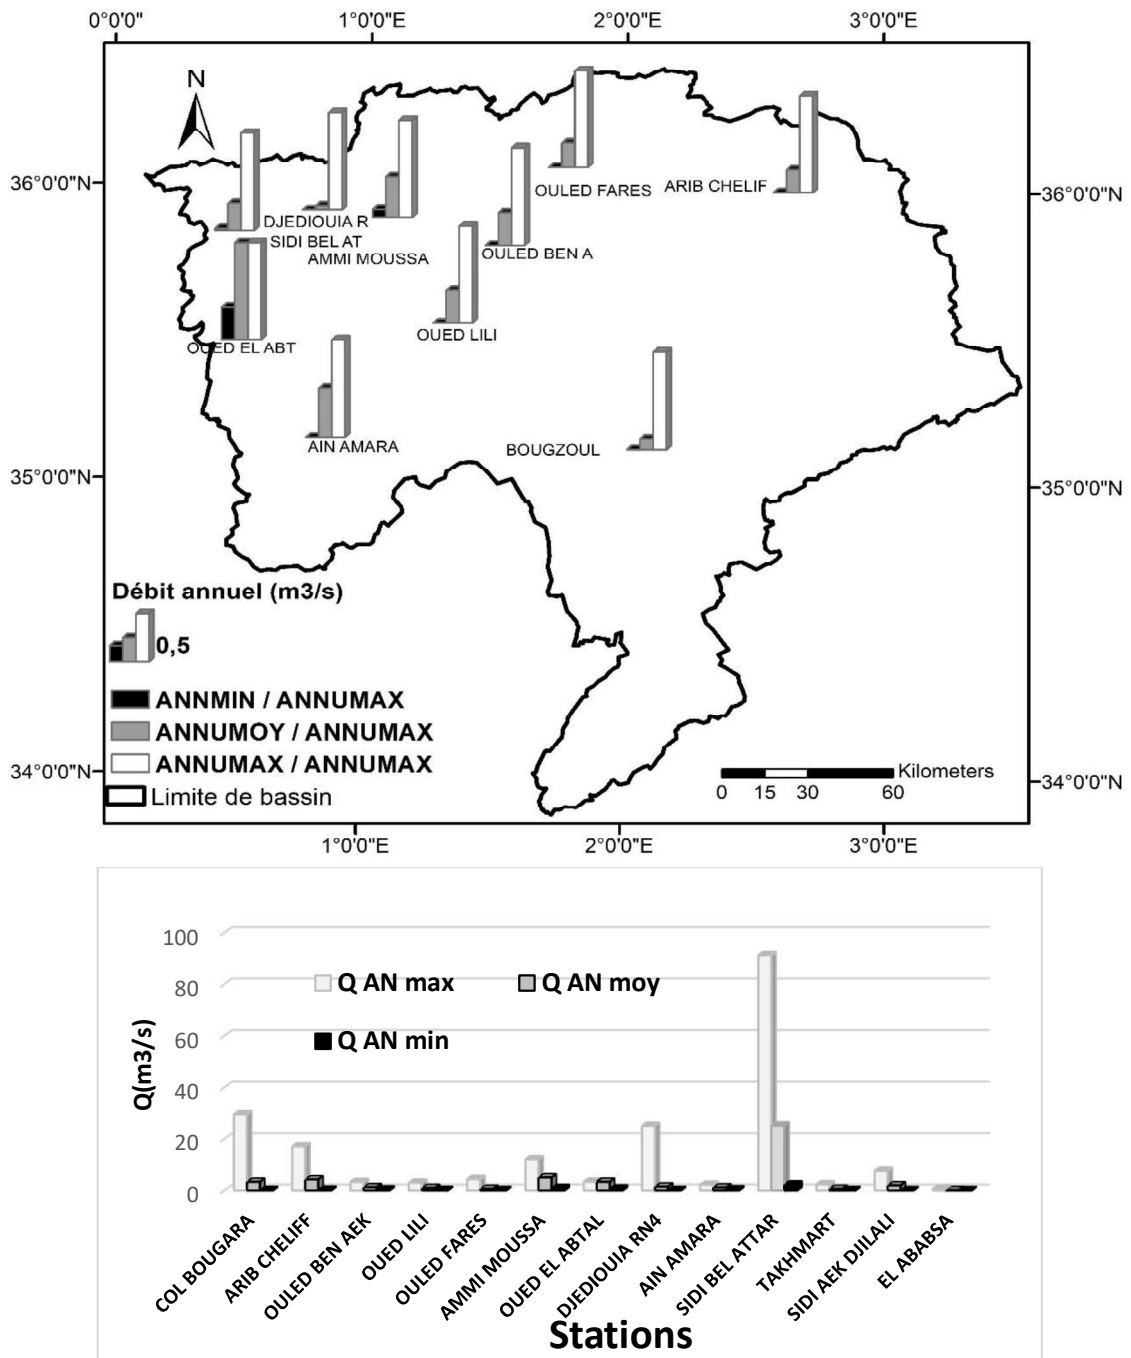 0°0'0" 1°0'0"E 2°0'0"E 3°0'0"E
N
36°0'0"N 36°0'0"N
OULED FARES ARIB CHELIF
DJEDIOUIA R
SIDI BEL AT
AMMI MOUSSA OULED BEN A
OUED LILI
OUED EL ABT
AIN AMARA BOUGZOUL
35°0'0"N 35°0'0"N
Débit annuel (m3/s)
0,5
ANNMIN / ANNUMAX
ANNUMOY / ANNUMAX
ANNUMAX / ANNUMAX
Limite de bassin
34°0'0"N 34°0'0"N
Kilometers
0 15 30 60
1°0'0"E 2°0'0"E 3°0'0"E
100
80
60
40
20
0
Q(m3/s)
Q AN max Q AN moy
Q AN min
COL BOUGARA
ARIB CHELIFF
OULED BEN AEK
OUED LILI
OULED FARES
AMMI MOUSSA
OUED EL ABTAL
DJEDIOUIA RN4
AIN AMARA
SIDI BEL ATTAR
TAKHMART
SIDI AEK DJILALI
EL ABABSA
Stations